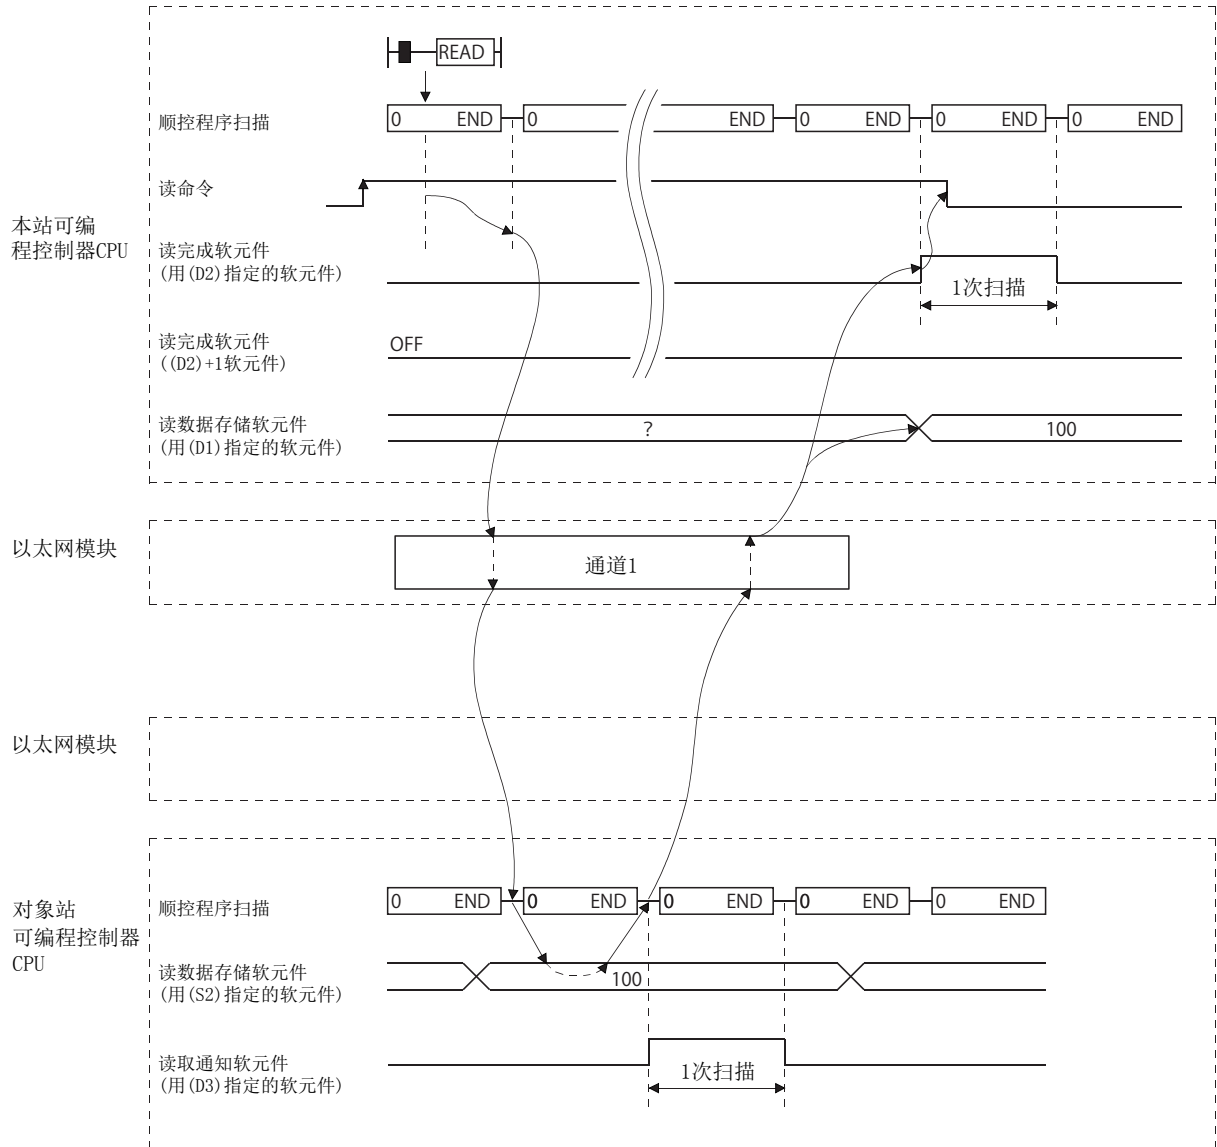 READ
顺控程序扫描
0 END 0 END 0 END 0 END 0 END
读命令
本站可编
程控制器CPU
读完成软元件
(用(D2)指定的软元件)
1次扫描
读完成软元件
((D2)+1软元件)
OFF
读数据存储软元件
(用(D1)指定的软元件)
?
100
以太网模块
通道1
以太网模块
对象站
可编程控制器
CPU
顺控程序扫描
0 END 0 END 0 END 0 END 0 END
读数据存储软元件
(用(S2)指定的软元件)
100
读取通知软元件
(用(D3)指定的软元件)
1次扫描